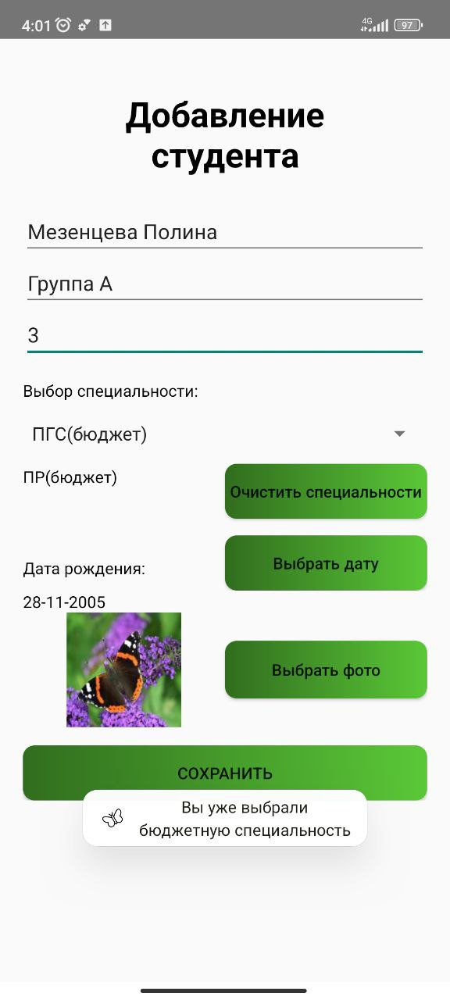 4:01
4G
97
Добавление
студента
Мезенцева Полина
Группа А
3
Выбор специальности:
ПГС(бюджет)
ПР(бюджет)
Очистить специальности
Выбрать дату
Дата рождения:
28-11-2005
Выбрать фото
СОХРАНИТЬ
Вы уже выбрали
бюджетную специальность